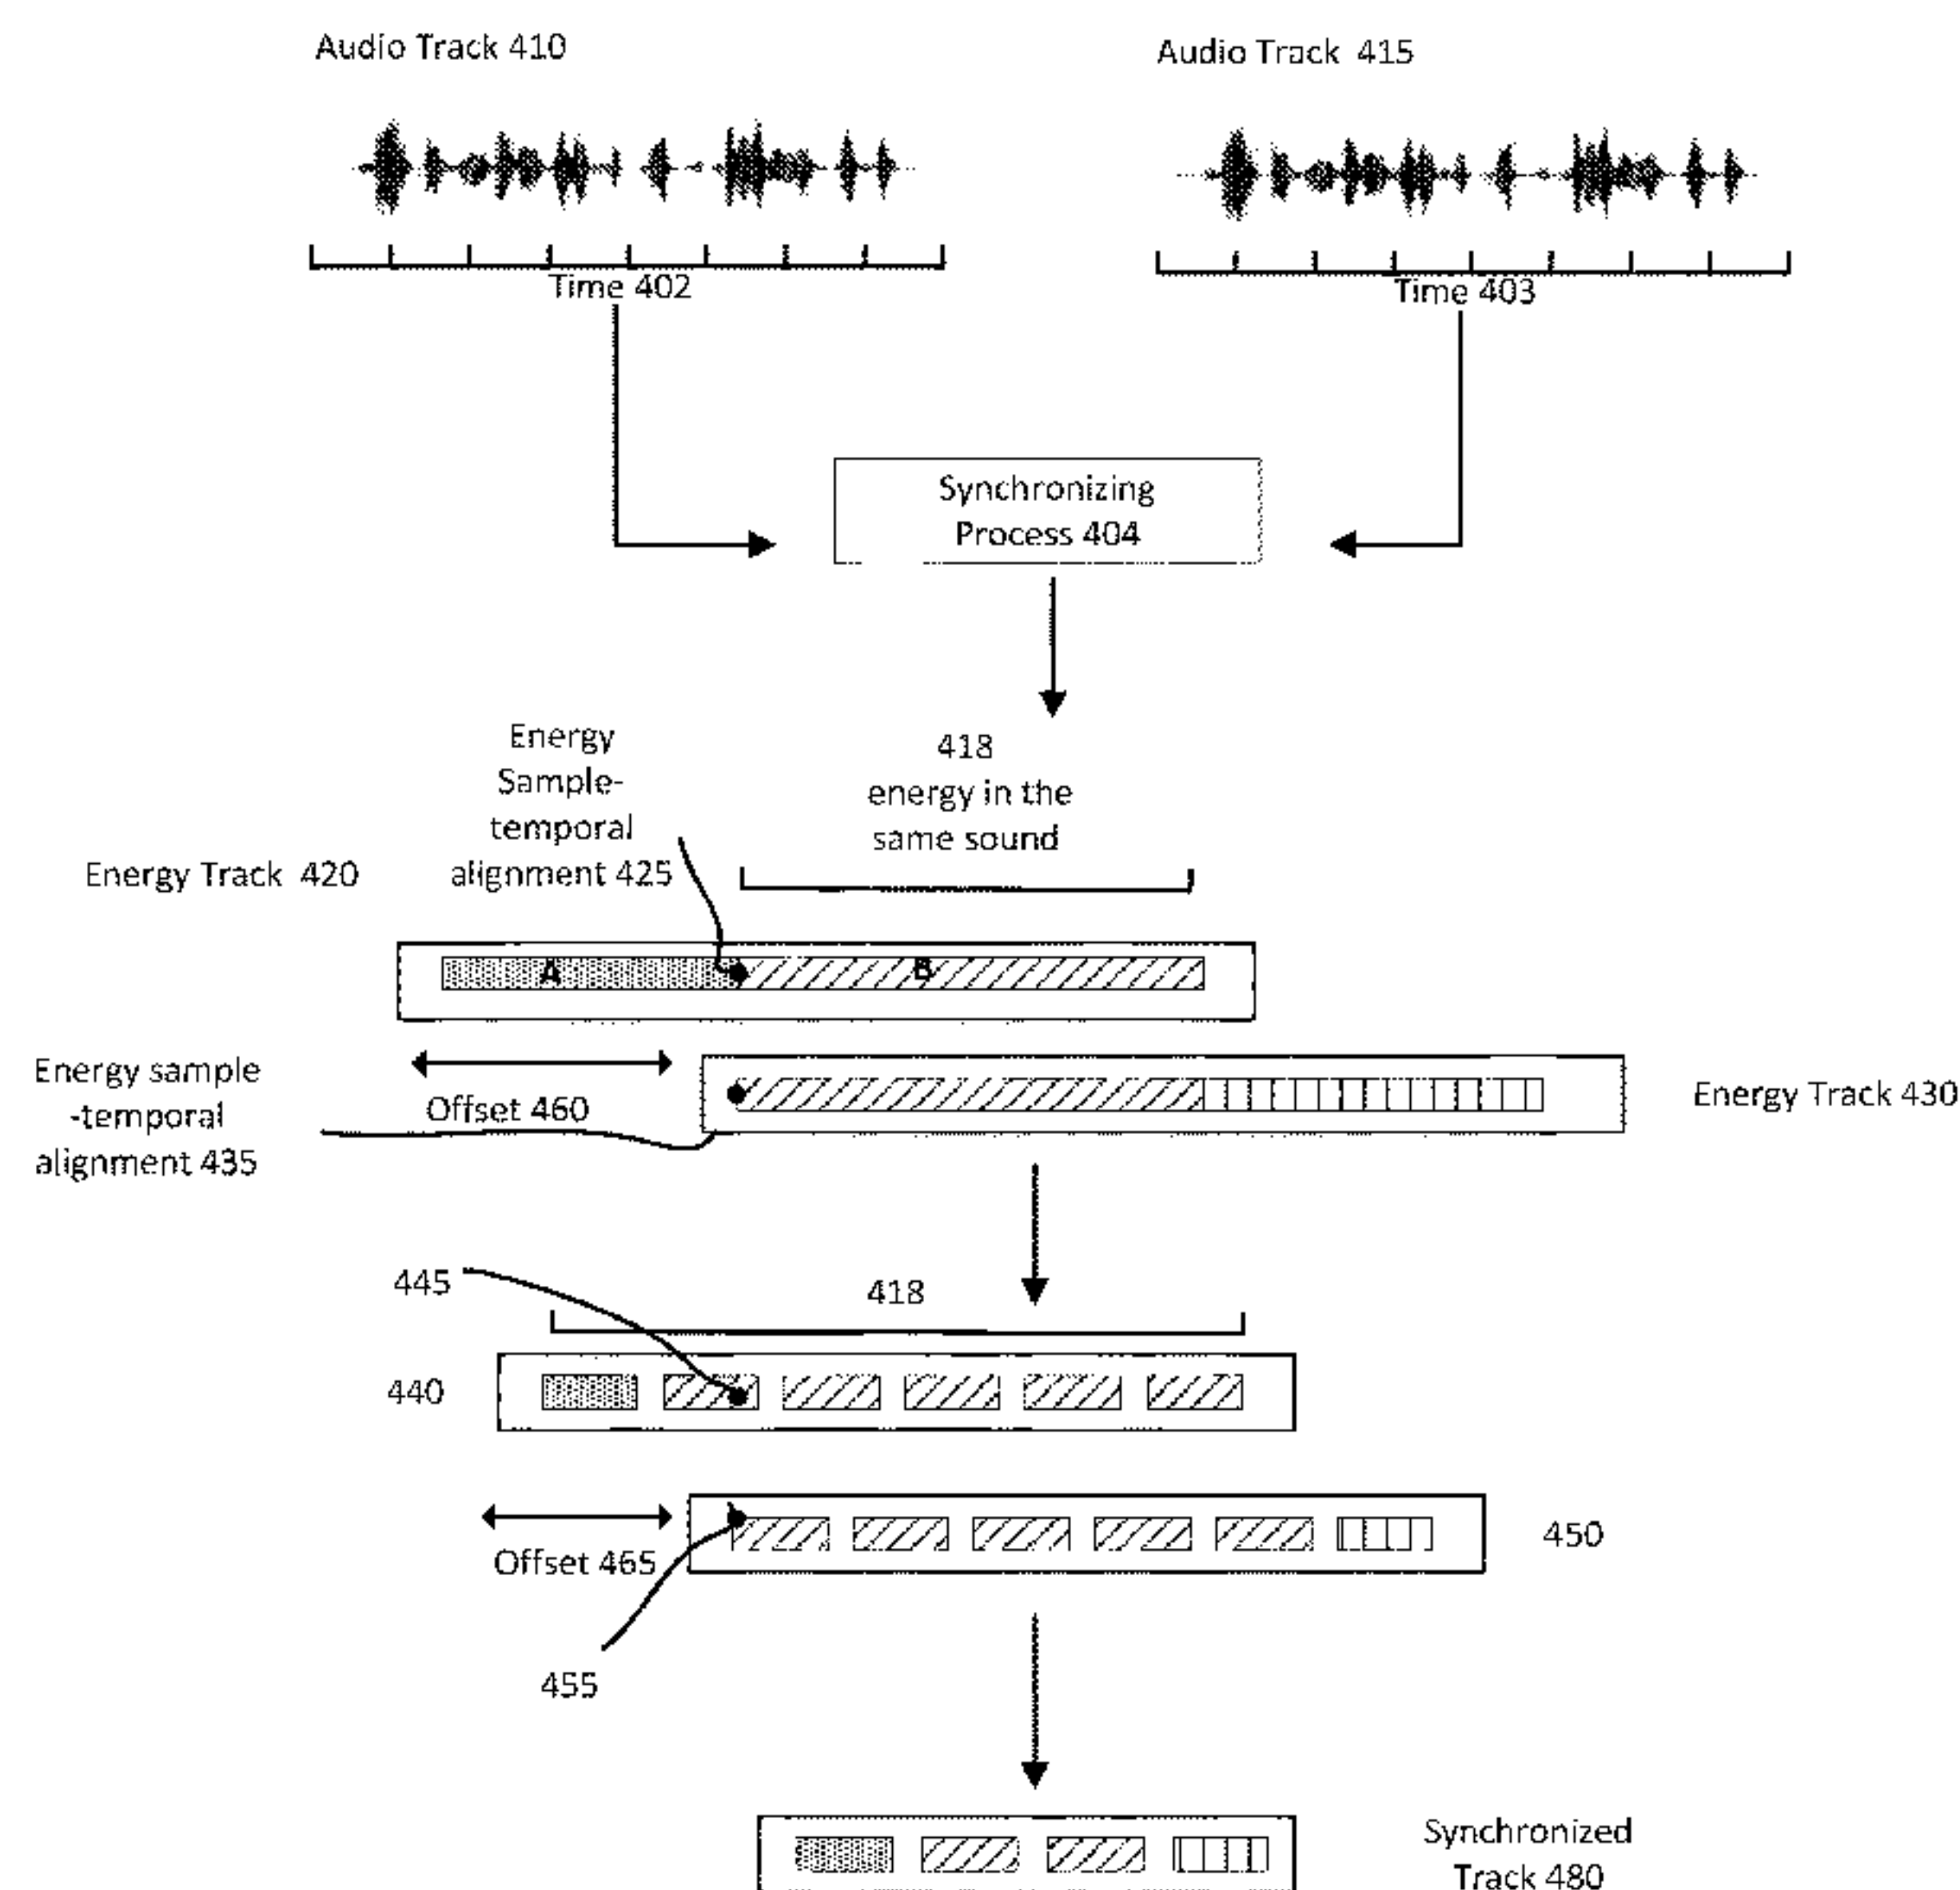 Audio Track 410
Audio Track 415
Time 402
Time 403
Synchronizing
Process 404
Energy
Sample-
temporal
alignment 425
418
energy in the
same sound
Energy Track 420
A
B
Energy sample
-temporal
alignment 435
Offset 460
Energy Track 430
445
418
440
Offset 465
450
455
Synchronized
Track 480